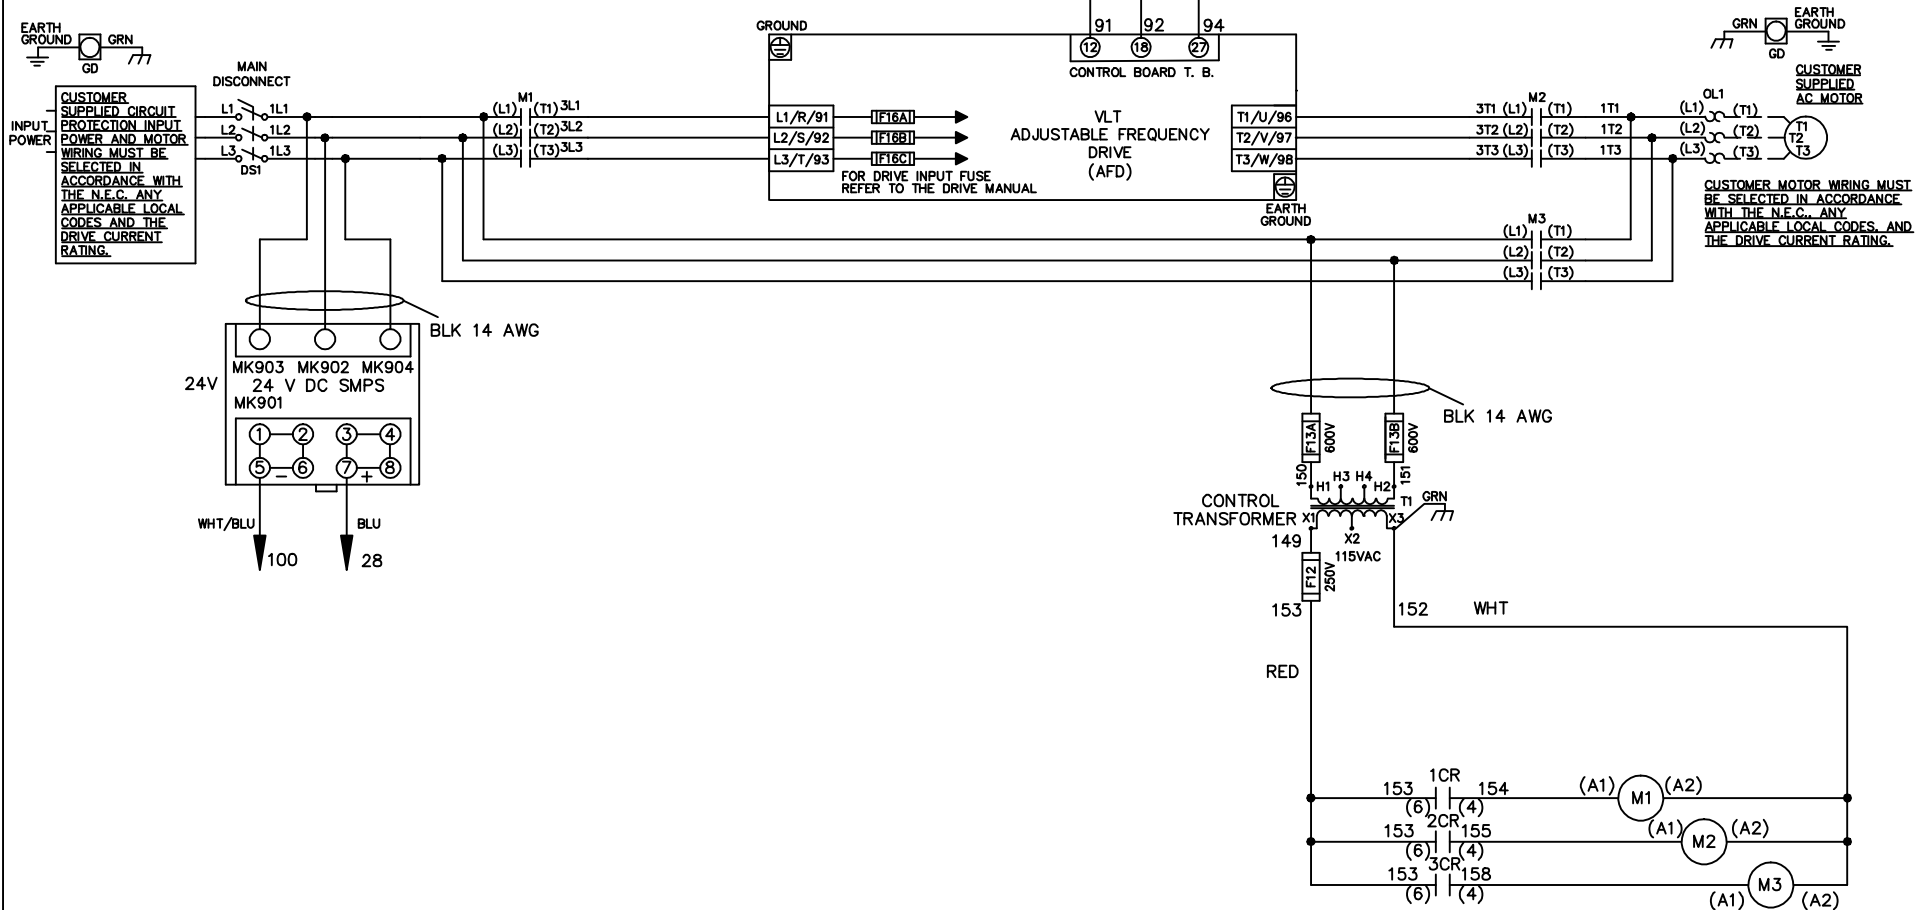 EARTH
GROUND
GRN
GD
MAIN
DISCONNECT
GROUND
91 92 94
12 18 27
CONTROL BOARD T. B.
GRN
EARTH
GROUND
GD
CUSTOMER
SUPPLIED
AC MOTOR
INPUT
POWER
CUSTOMER
SUPPLIED CIRCUIT
PROTECTION INPUT
POWER AND MOTOR
WIRING MUST BE
SELECTED IN
ACCORDANCE WITH
THE N.E.C. ANY
APPLICABLE LOCAL
CODES AND THE
DRIVE CURRENT
RATING.
L1 1L1
L2 1L2
L3 1L3
DS1
M1
(L1) (T1) 3L1
(L2) (T2) 3L2
(L3) (T3) 3L3
L1/R/91 F16A
L2/S/92 F16B
L3/T/93 F16C
FOR DRIVE INPUT FUSE
REFER TO THE DRIVE MANUAL
VLT
ADJUSTABLE FREQUENCY
DRIVE
(AFD)
T1/U/96
T2/V/97
T3/W/98
EARTH
GROUND
M2
3T1 (L1) (T1) 1T1
3T2 (L2) (T2) 1T2
3T3 (L3) (T3) 1T3
OL1
(L1) (T1)
(L2) (T2)
(L3) (T3)
T1
T2
T3
CUSTOMER MOTOR WIRING MUST
BE SELECTED IN ACCORDANCE
WITH THE N.E.C., ANY
APPLICABLE LOCAL CODES, AND
THE DRIVE CURRENT RATING.
M3
(L1) (T1)
(L2) (T2)
(L3) (T3)
BLK 14 AWG
MK903 MK902 MK904
24V
24 V DC SMPS
MK901
1 2 3 4
5 - 6 7 + 8
WHT/BLU
BLU
100
28
BLK 14 AWG
F13A
600V
F13B
600V
150
151
H1 H3 H4 H2
T1
GRN
CONTROL
TRANSFORMER
X1 X3
X2
149
115VAC
F12
250V
153
152
WHT
RED
1CR
153 154
(6) (4)
(A1) M1 (A2)
2CR
153 155
(6) (4)
(A1) M2 (A2)
3CR
153 158
(6) (4)
(A1) M3 (A2)